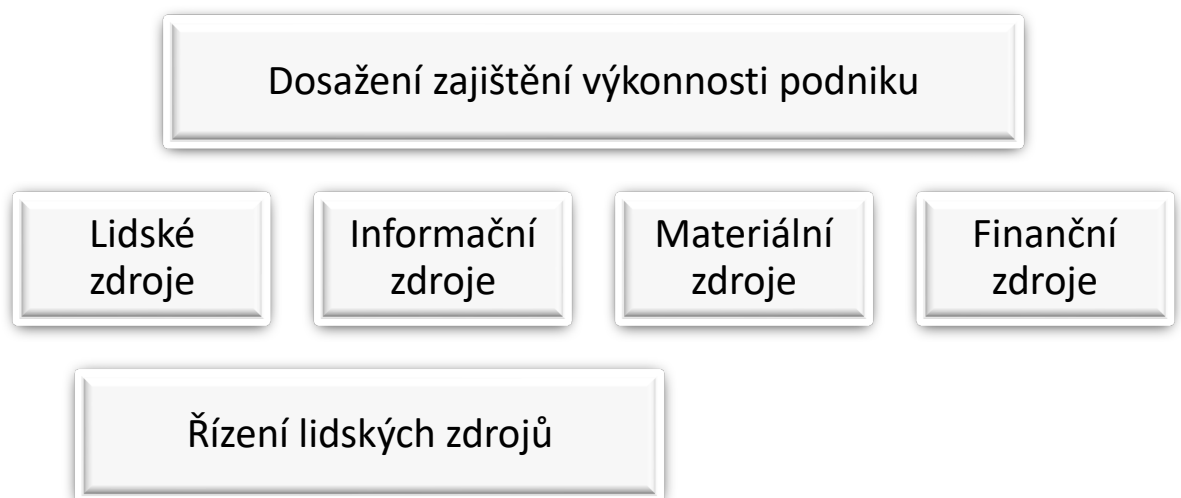 Dosažení zajištění výkonnosti podniku
Lidské
zdroje
Informační
zdroje
Materiální
zdroje
Finanční
zdroje
Řízení lidských zdrojů